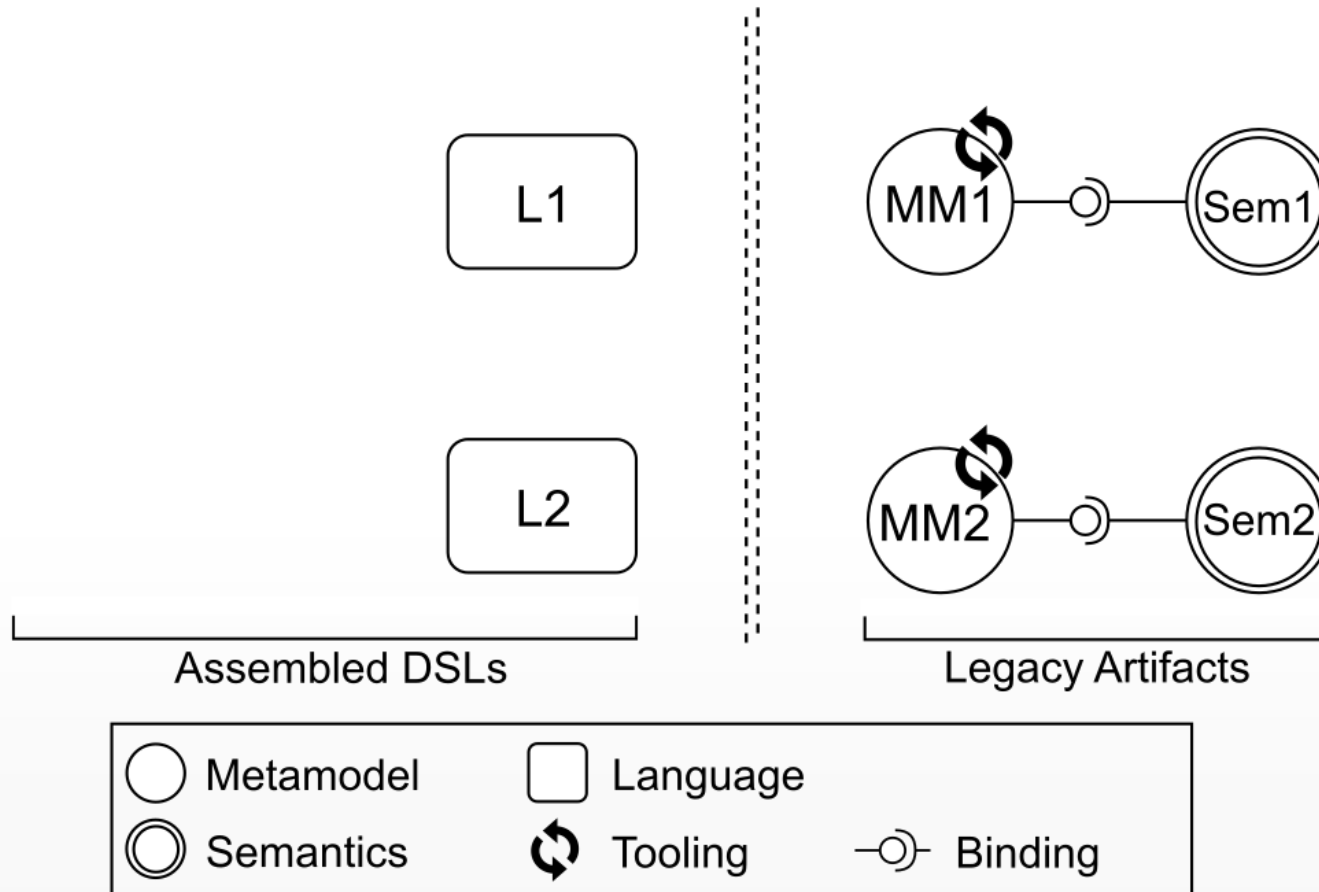 L1
MM1
Sem1
L2
MM2
Sem2
Assembled DSLs
Legacy Artifacts
Metamodel
Language
Semantics
Tooling
Binding